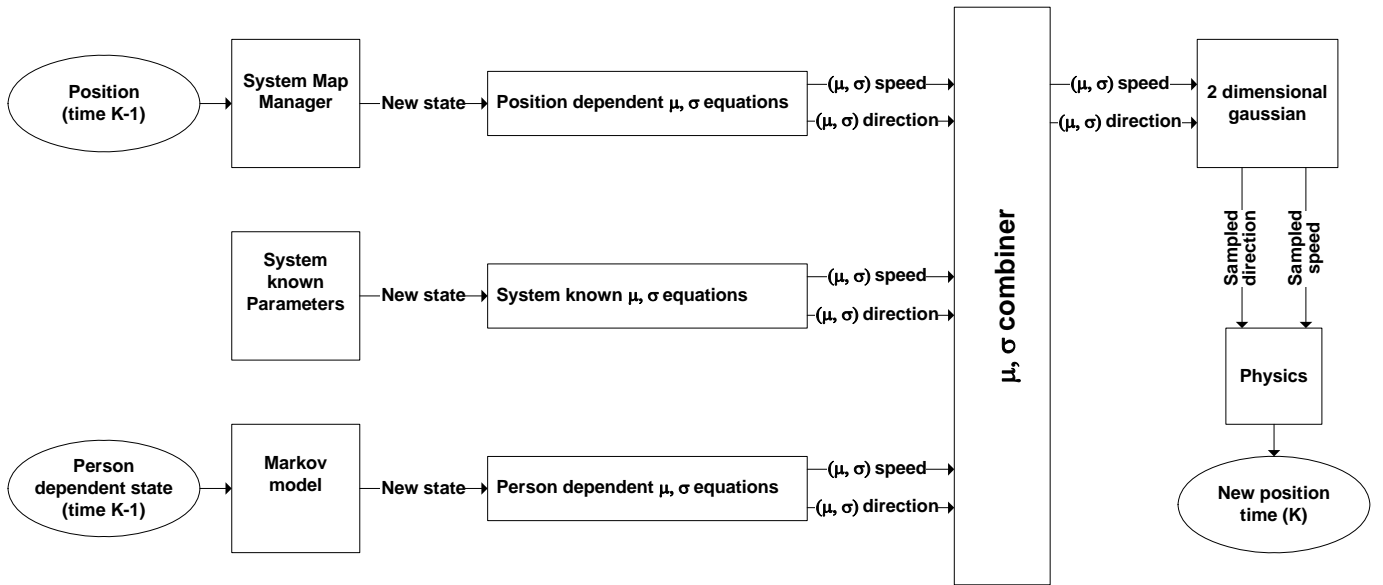 Position
(time K-1)
System Map
Manager
New state
Position dependent μ, σ equations
(μ, σ) speed
(μ, σ) direction
System
known
Parameters
New state
System known μ, σ equations
(μ, σ) speed
(μ, σ) direction
Person
dependent state
(time K-1)
Markov
model
New state
Person dependent μ, σ equations
(μ, σ) speed
(μ, σ) direction
μ, σ combiner
(μ, σ) speed
(μ, σ) direction
2 dimensional
gaussian
Sampled
direction
Sampled
speed
Physics
New position
time (K)